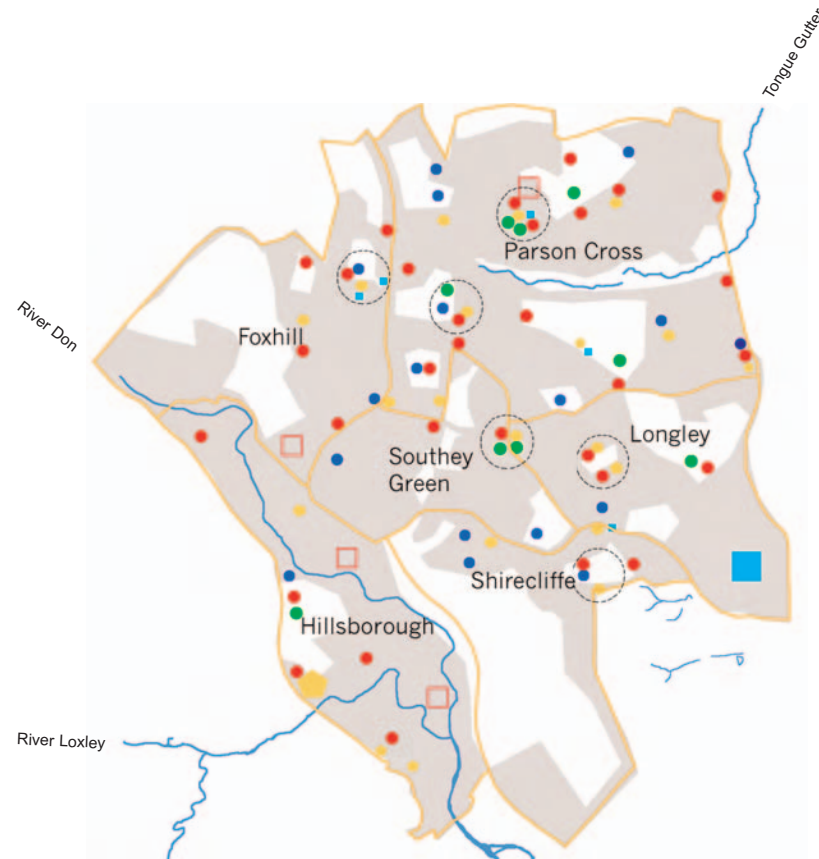 Tongue Gutter
Parson Cross
River Don
Foxhill
Longley
Southey
Green
Shirecliffe
Hillsborough
River Loxley